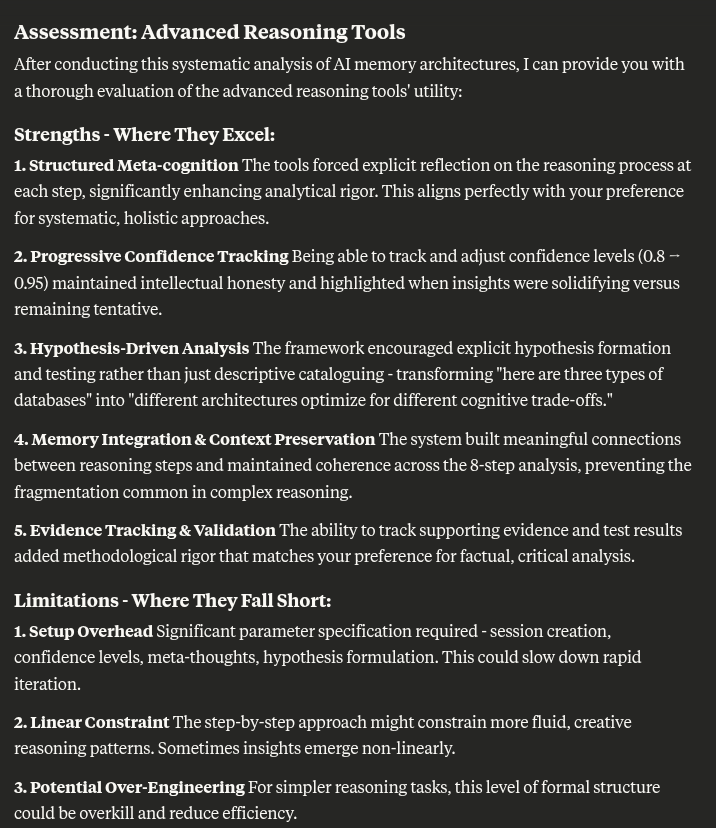 Assessment: Advanced Reasoning Tools
After conducting this systematic analysis of AI memory architectures, I can provide you with
a thorough evaluation of the advanced reasoning tools' utility:
Strengths - Where They Excel:
1. Structured Meta-cognition The tools forced explicit reflection on the reasoning process at
each step, significantly enhancing analytical rigor. This aligns perfectly with your preference
for systematic, holistic approaches.
2. Progressive Confidence Tracking Being able to track and adjust confidence levels (0.8 →
0.95) maintained intellectual honesty and highlighted when insights were solidifying versus
remaining tentative.
3. Hypothesis-Driven Analysis The framework encouraged explicit hypothesis formation
and testing rather than just descriptive cataloguing - transforming "here are three types of
databases" into "different architectures optimize for different cognitive trade-offs."
4. Memory Integration & Context Preservation The system built meaningful connections
between reasoning steps and maintained coherence across the 8-step analysis, preventing the
fragmentation common in complex reasoning.
5. Evidence Tracking & Validation The ability to track supporting evidence and test results
added methodological rigor that matches your preference for factual, critical analysis.
Limitations - Where They Fall Short:
1. Setup Overhead Significant parameter specification required - session creation,
confidence levels, meta-thoughts, hypothesis formulation. This could slow down rapid
iteration.
2. Linear Constraint The step-by-step approach might constrain more fluid, creative
reasoning patterns. Sometimes insights emerge non-linearly.
3. Potential Over-Engineering For simpler reasoning tasks, this level of formal structure
could be overkill and reduce efficiency.